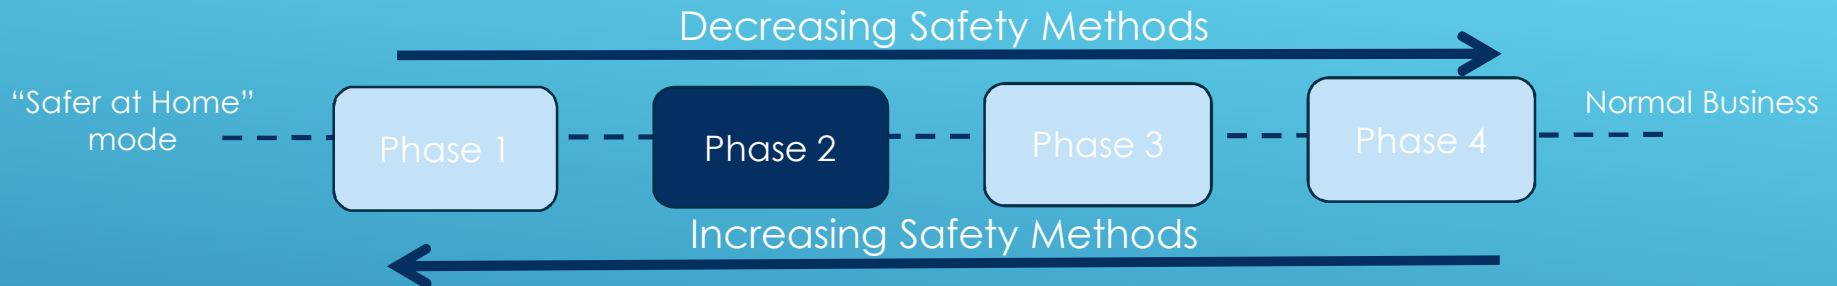 Decreasing Safety Methods
“Safer at Home”
mode
Phase 1
Phase 2
Phase 3
Phase 4
Normal Business
Increasing Safety Methods